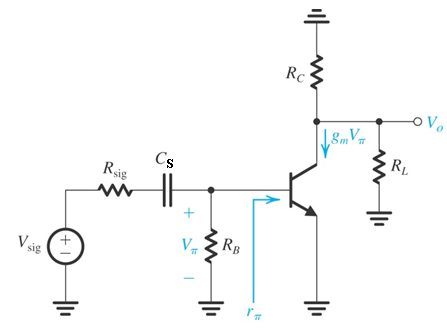 R_C
V_o
g_m V_π
R_L
R_sig
C_S
+
V_π
−
R_B
V_sig
+
−
r_π